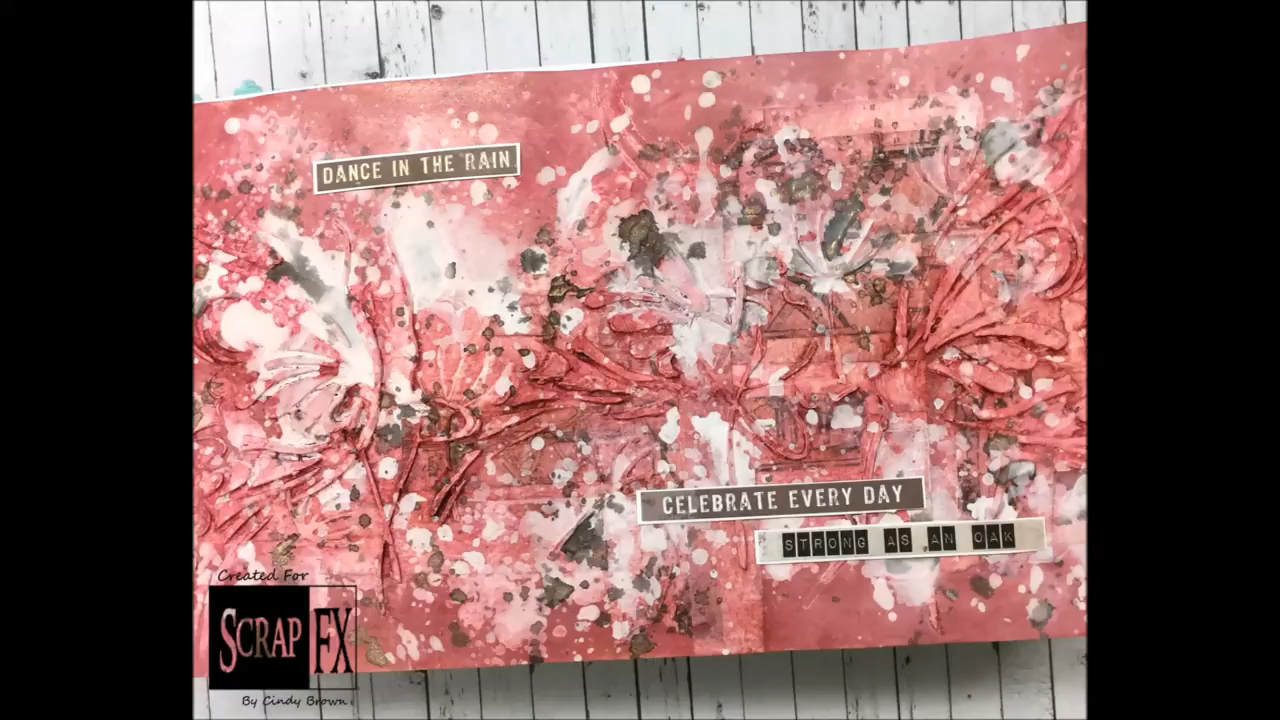 DANCE IN THE RAIN
CELEBRATE EVERY DAY
STRONG AS AN OAK
Created For
SCRAP FX
By Cindy Brown.